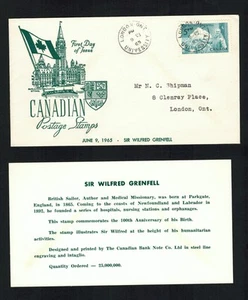 First Day
of Issue
LONDON ONT
Mr N. C. Shipman
8 Clenray Place,
London, Ont.
CANADIAN
Postage Stamps
JUNE 9, 1965 - SIR WILFRED GRENFELL
SIR WILFRED GRENFELL
British Sailor, Author and Medical Missionary, was born at Parkgate,
England, in 1865. Coming to the coasts of Newfoundland and Labrador in
1892, he founded a series of hospitals, nursing stations and orphanages.
This stamp commemorates the 100th Anniversary of his Birth.
The stamp illustrates Sir Wilfred at the height of his humanitarian
activities.
Designed and printed by The Canadian Bank Note Co. Ltd in steel line
engraving and intaglio.
Quantity Ordered - 25,000,000.